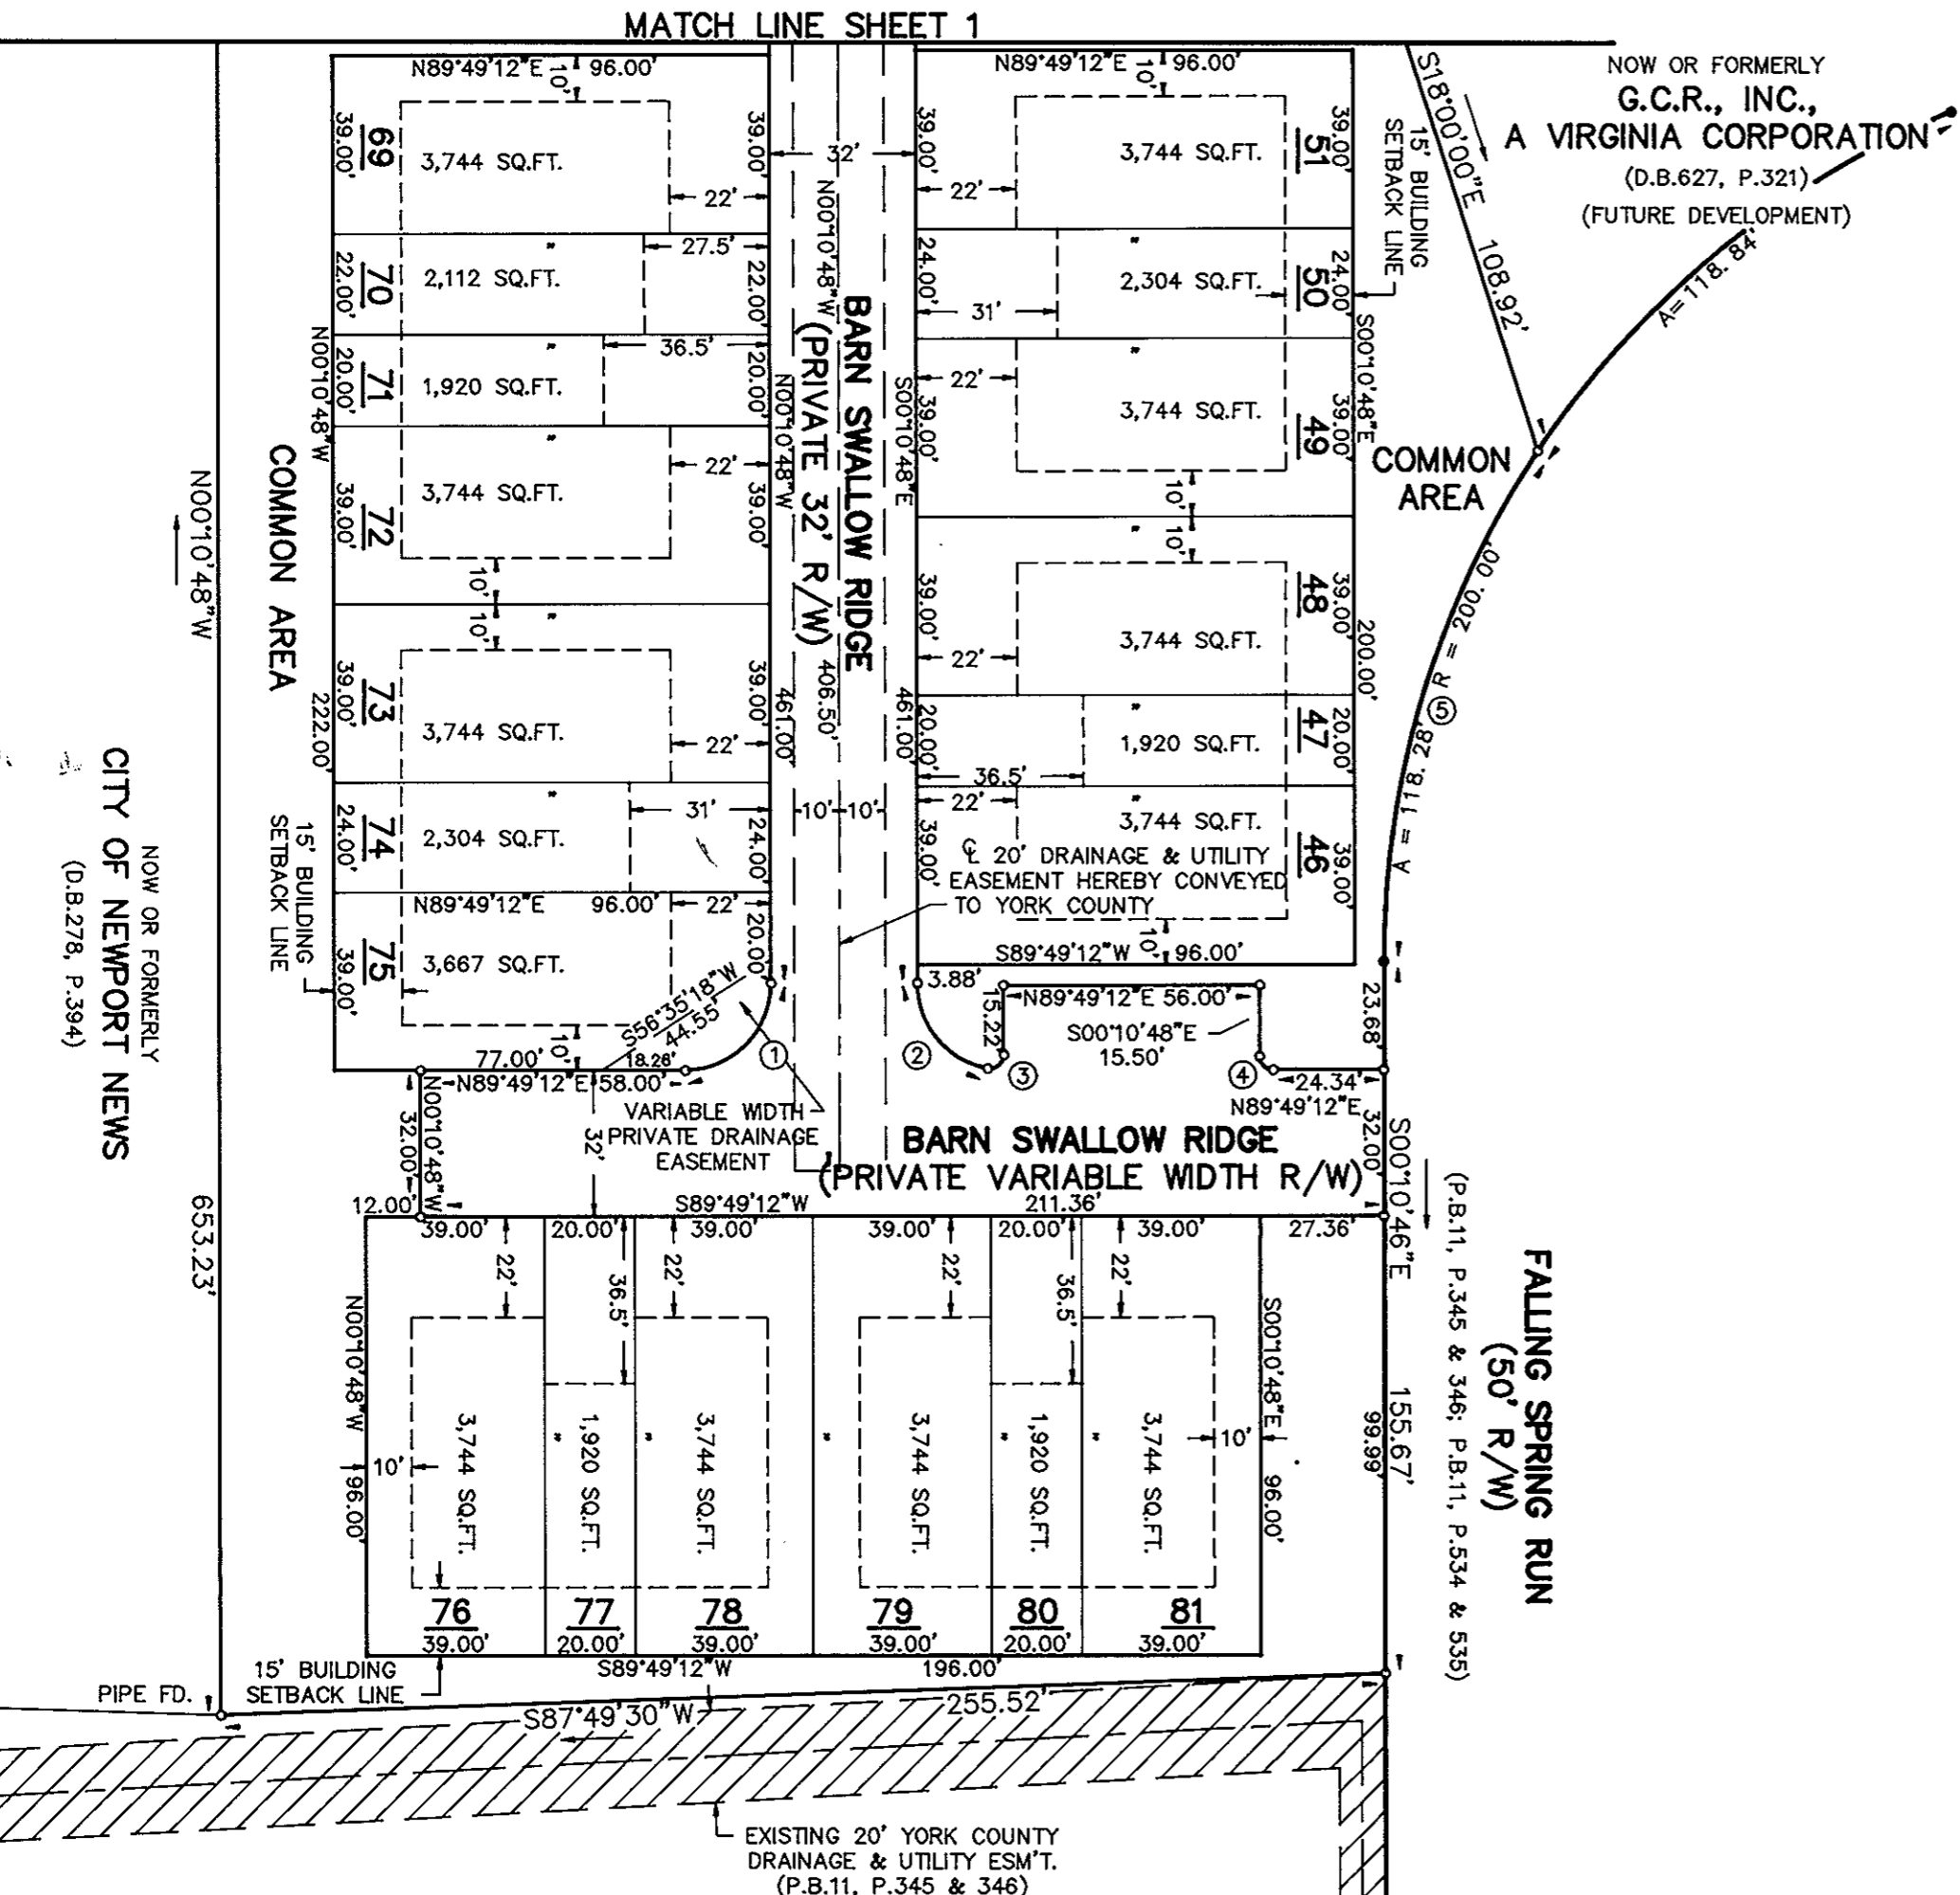 MATCH LINE SHEET 1
NOW OR FORMERLY
G.C.R., INC.,
A VIRGINIA CORPORATION
(D.B.627, P.321)
(FUTURE DEVELOPMENT)
A=118.84'
S18°00'00"E 108.92'
15' BUILDING
SETBACK LINE
COMMON
AREA
⑤ R = 200.00'
A = 118.28'
N89°49'12"E 96.00'
10'
39.00'
69
39.00'
3,744 SQ.FT.
22'
"
27.5'
22.00'
70
22.00'
2,112 SQ.FT.
"
36.5'
20.00'
71
20.00'
1,920 SQ.FT.
"
22'
39.00'
72
39.00'
3,744 SQ.FT.
10'
10'
"
39.00'
73
39.00'
3,744 SQ.FT.
22'
"
31'
24.00'
74
24.00'
2,304 SQ.FT.
N89°49'12"E 96.00'
22'
20.00'
75
39.00'
3,667 SQ.FT.
10'
S56°35'18"W
44.55'
18.26'
77.00'
N89°49'12"E 58.00'
①
N00°10'48"W
222.00'
COMMON AREA
15' BUILDING
SETBACK LINE
N00°10'48"W
653.23'
NOW OR FORMERLY
CITY OF NEWPORT NEWS
(D.B.278, P.394)
32'
N00°10'48"W
406.50'
BARN SWALLOW RIDGE
(PRIVATE 32' R/W)
N00°10'48"W
461.00'
S00°10'48"E
461.00'
10'
10'
N89°49'12"E 96.00'
10'
39.00'
51
39.00'
3,744 SQ.FT.
22'
"
24.00'
50
24.00'
2,304 SQ.FT.
31'
"
39.00'
49
39.00'
3,744 SQ.FT.
22'
10'
"
10'
39.00'
48
39.00'
3,744 SQ.FT.
22'
"
20.00'
47
20.00'
1,920 SQ.FT.
36.5'
"
39.00'
46
39.00'
3,744 SQ.FT.
22'
S00°10'48"E
200.00'
℄ 20' DRAINAGE & UTILITY
EASEMENT HEREBY CONVEYED
TO YORK COUNTY
S89°49'12"W 96.00'
10'
3.88'
②
15.22'
N89°49'12"E 56.00'
S00°10'48"E
15.50'
③
④
24.34'
N89°49'12"E
23.68'
32.00'
VARIABLE WIDTH
PRIVATE DRAINAGE
EASEMENT
32'
N00°10'48"W
32.00'
12.00'
BARN SWALLOW RIDGE
(PRIVATE VARIABLE WIDTH R/W)
S89°49'12"W 211.36'
39.00' 20.00' 39.00' 39.00' 20.00' 39.00' 27.36'
22' 36.5' 22' 22' 36.5' 22'
N00°10'48"W 96.00'
10'
3,744 SQ.FT.
"
1,920 SQ.FT.
"
3,744 SQ.FT.
"
3,744 SQ.FT.
"
1,920 SQ.FT.
"
3,744 SQ.FT.
10'
S00°10'48"E 96.00'
76 77 78 79 80 81
39.00' 20.00' 39.00' 39.00' 20.00' 39.00'
S89°49'12"W 196.00'
S00°10'46"E 155.67'
99.99'
(P.B.11, P.345 & 346; P.B.11, P.534 & 535)
FALLING SPRING RUN
(50' R/W)
15' BUILDING
SETBACK LINE
PIPE FD.
S87°49'30"W 255.52'
EXISTING 20' YORK COUNTY
DRAINAGE & UTILITY ESM'T.
(P.B.11, P.345 & 346)